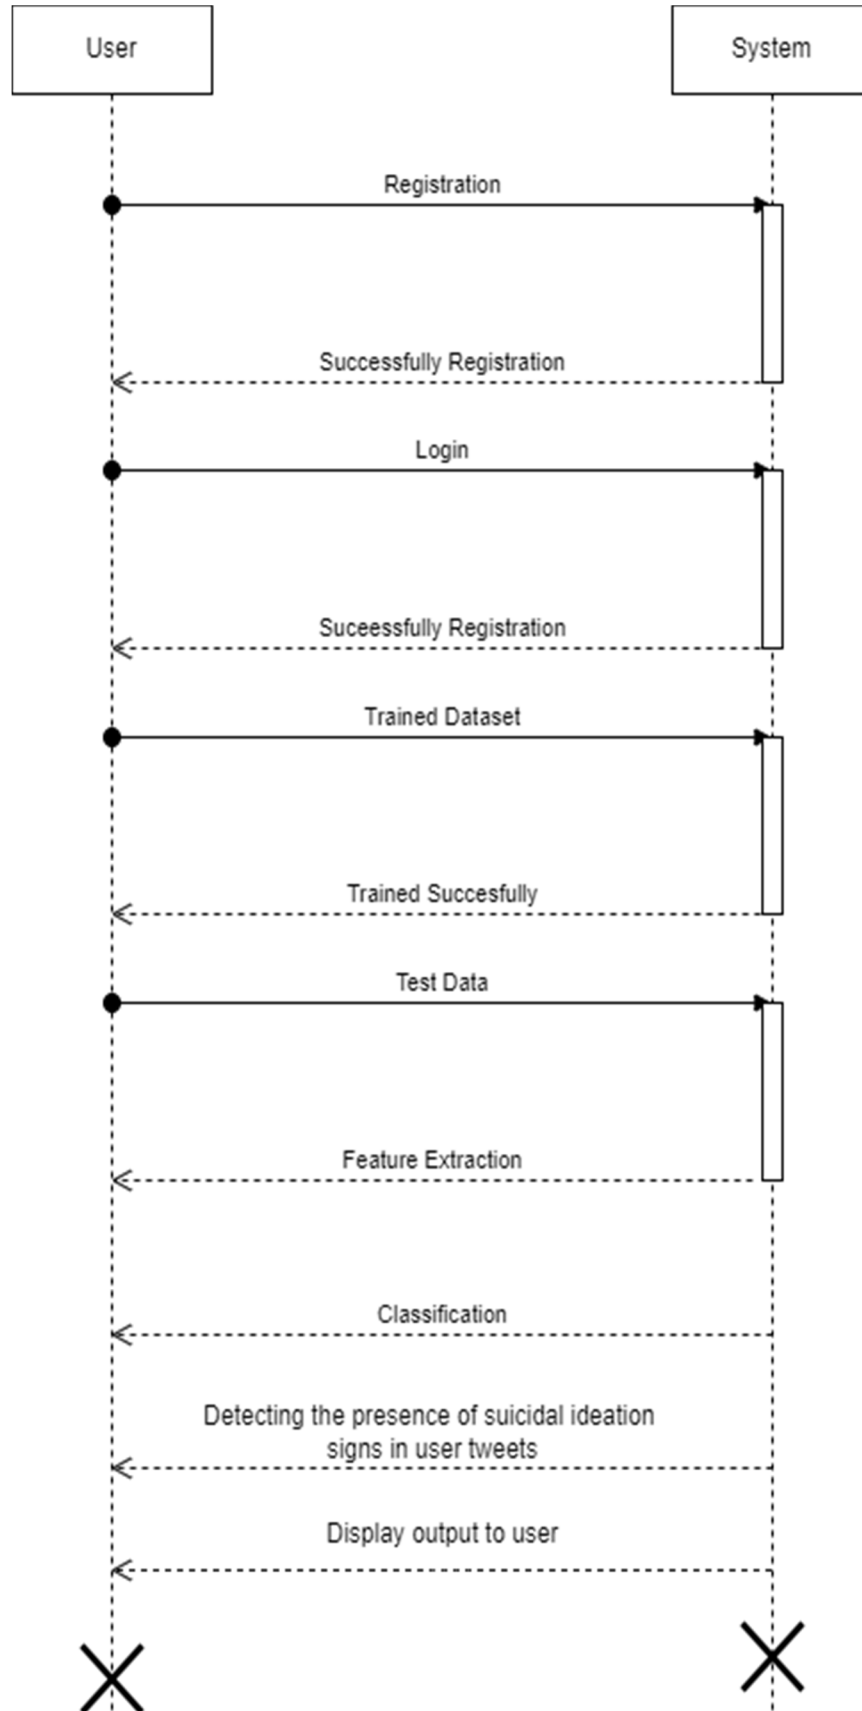 User
System
Registration
Successfully Registration
Login
Suceessfully Registration
Trained Dataset
Trained Succesfully
Test Data
Feature Extraction
Classification
Detecting the presence of suicidal ideation
signs in user tweets
Display output to user